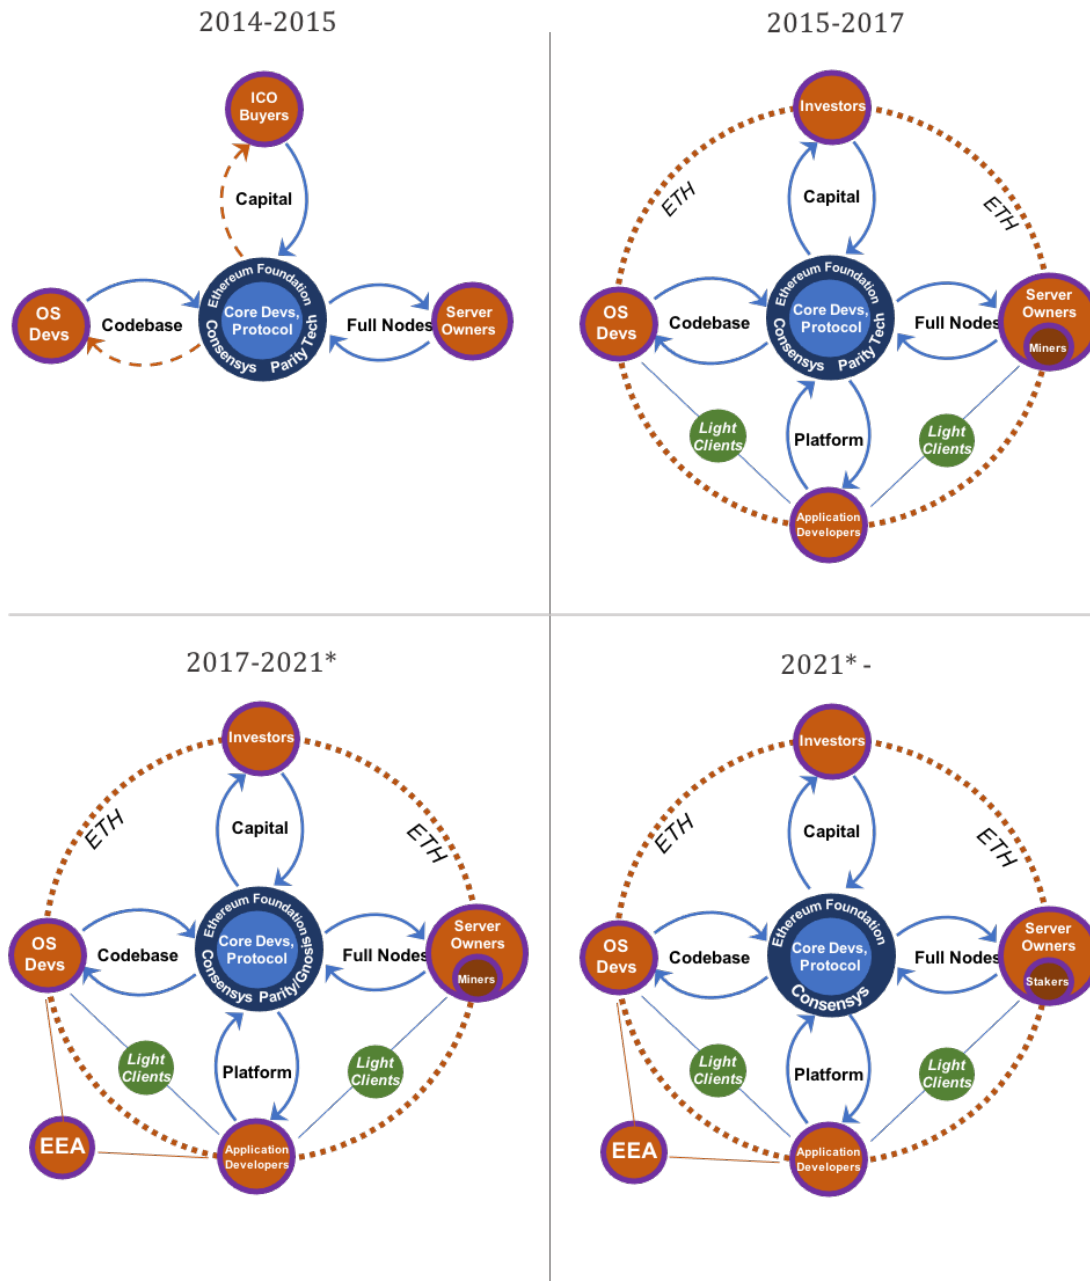 2014-2015
ICO
Buyers
Capital
Ethereum Foundation
OS
Devs
Codebase
Core Devs,
Protocol
Full Nodes
Server
Owners
Consensys
Parity Tech
2015-2017
Investors
ETH
ETH
Capital
Ethereum Foundation
OS
Devs
Codebase
Core Devs,
Protocol
Full Nodes
Server
Owners
Miners
Consensys
Parity Tech
Light
Clients
Platform
Light
Clients
Application
Developers
2017-2021*
Investors
ETH
ETH
Capital
Ethereum Foundation
OS
Devs
Codebase
Core Devs,
Protocol
Full Nodes
Server
Owners
Miners
Consensys
Parity/Gnosis
Light
Clients
Platform
Light
Clients
EEA
Application
Developers
2021* -
Investors
ETH
ETH
Capital
Ethereum Foundation
OS
Devs
Codebase
Core Devs,
Protocol
Full Nodes
Server
Owners
Stakers
Consensys
Light
Clients
Platform
Light
Clients
EEA
Application
Developers